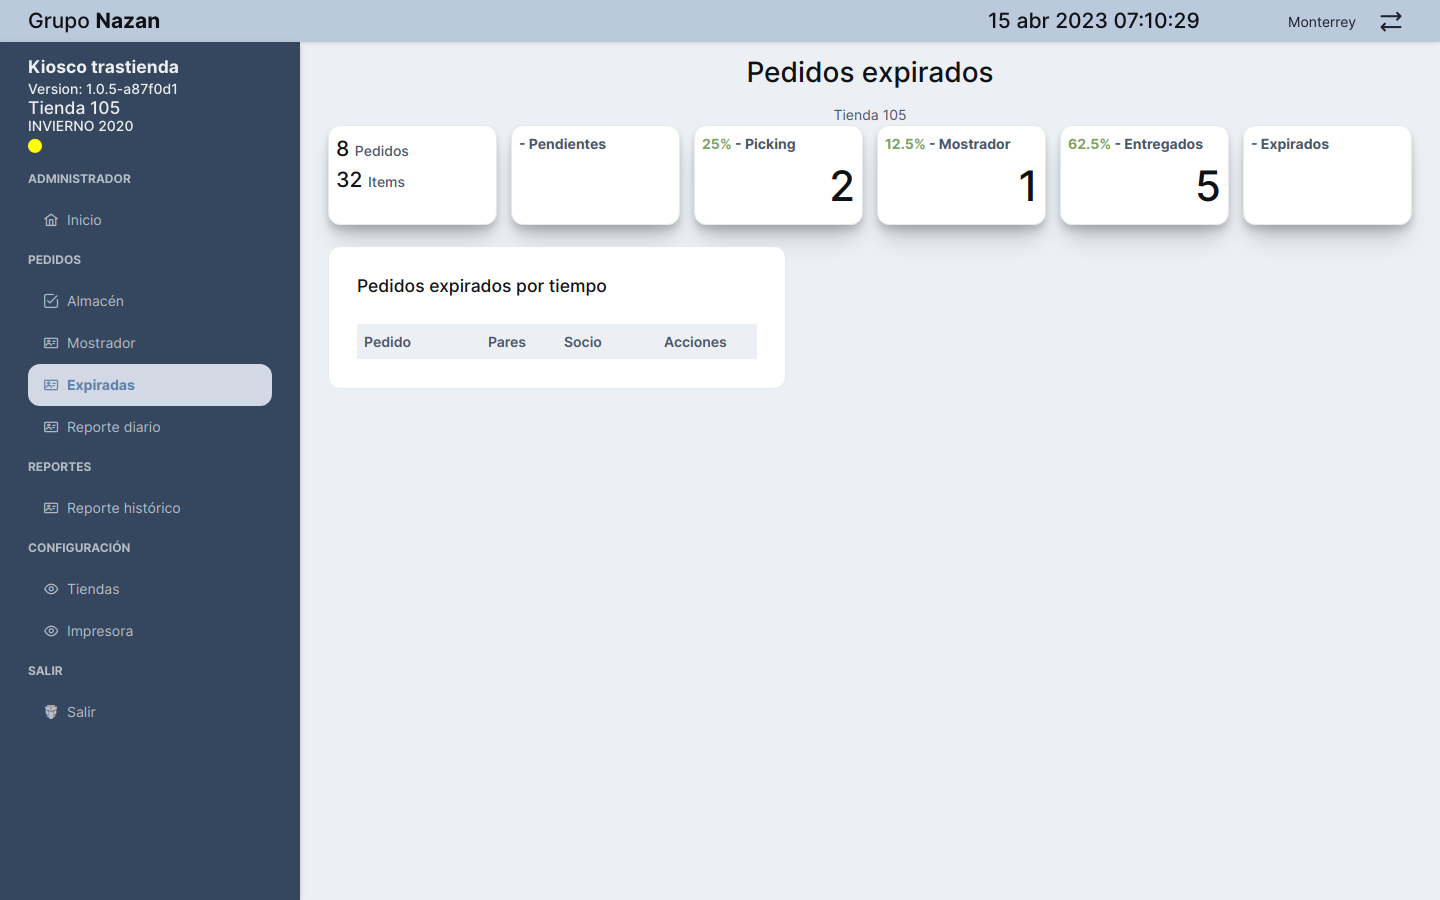 Grupo Nazan
15 abr 2023 07:10:29
Monterrey
Kiosco trastienda
Version: 1.0.5-a87f0d1
Tienda 105
INVIERNO 2020
ADMINISTRADOR
Inicio
PEDIDOS
Almacén
Mostrador
Expiradas
Reporte diario
REPORTES
Reporte histórico
CONFIGURACIÓN
Tiendas
Impresora
SALIR
Salir
Pedidos expirados
Tienda 105
8 Pedidos
32 Items
- Pendientes
25% - Picking
2
12.5% - Mostrador
1
62.5% - Entregados
5
- Expirados
Pedidos expirados por tiempo
Pedido Pares Socio Acciones